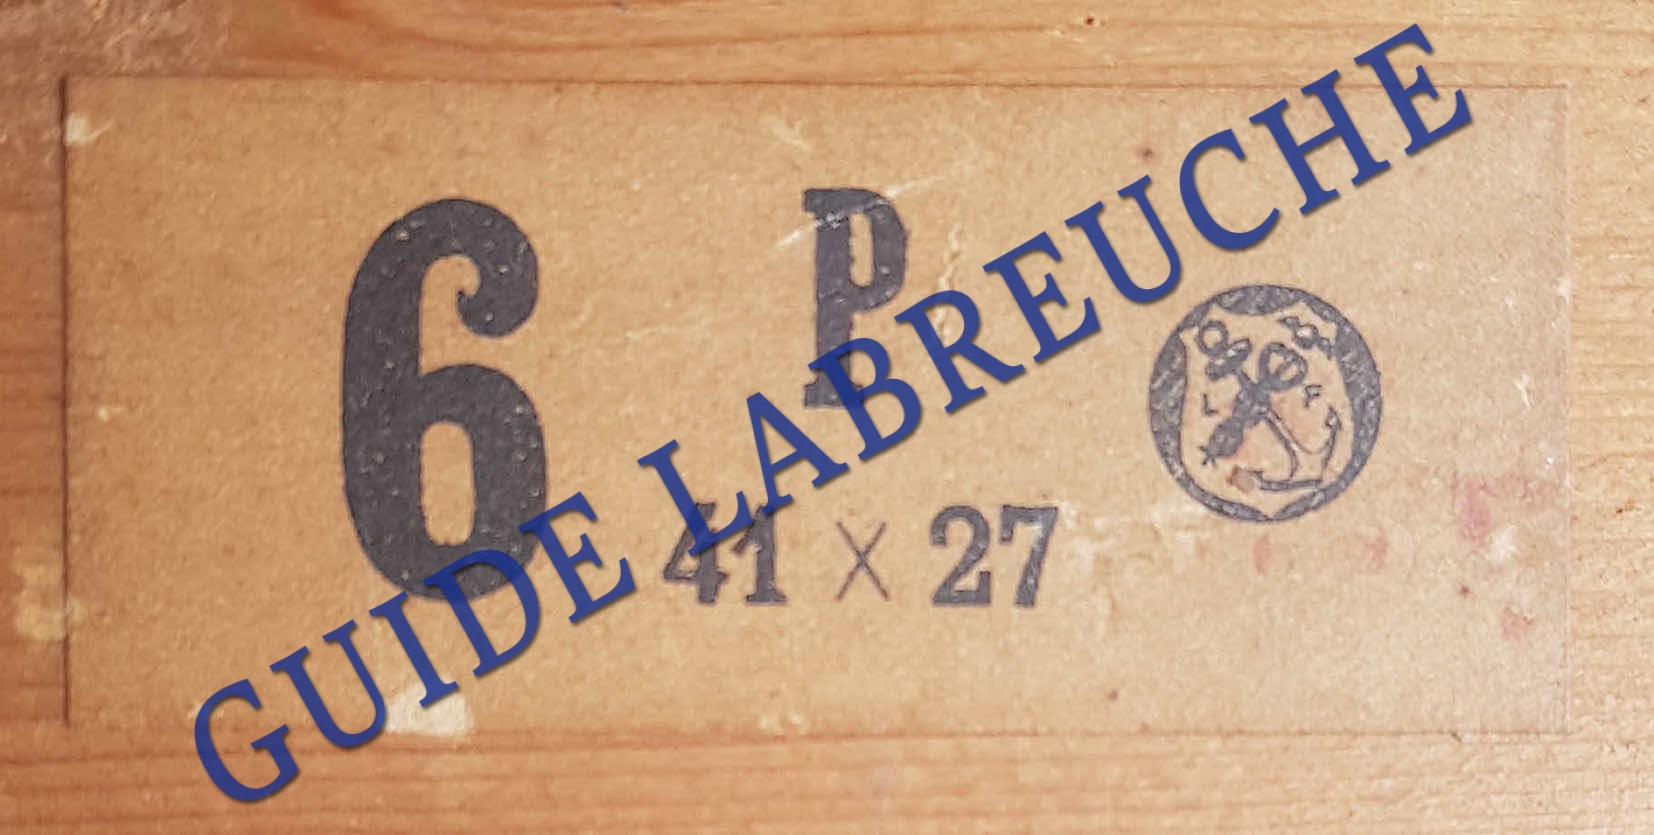 6 P
41 X 27
L F
GUIDE LABREUCHE